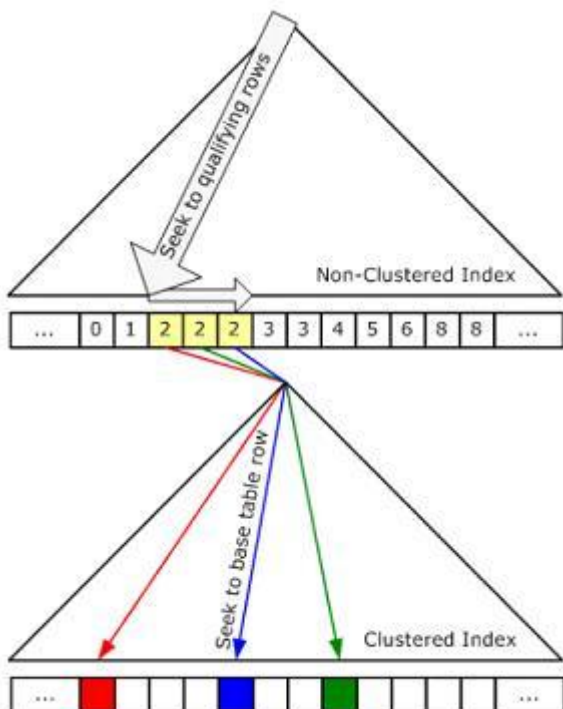 Seek to qualifying rows
Non-Clustered Index
... 0 1 2 2 2 3 3 4 5 6 8 8 ...
Seek to base table row
Clustered Index
... ...